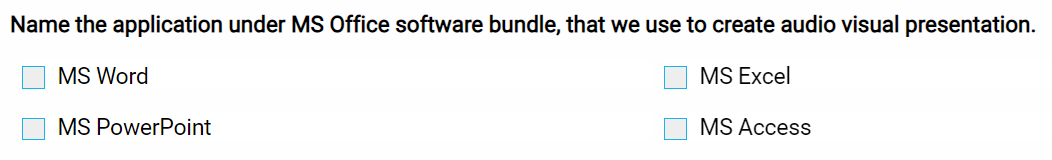 Name the application under MS Office software bundle, that we use to create audio visual presentation.
MS Word
MS Excel
MS PowerPoint
MS Access